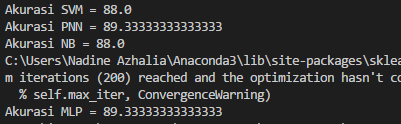 Akurasi SVM = 88.0
Akurasi PNN = 89.33333333333333
Akurasi NB = 88.0
C:\Users\Nadine Azhalia\Anaconda3\lib\site-packages\skle
m iterations (200) reached and the optimization hasn't co
% self.max_iter, ConvergenceWarning)
Akurasi MLP = 89.33333333333333